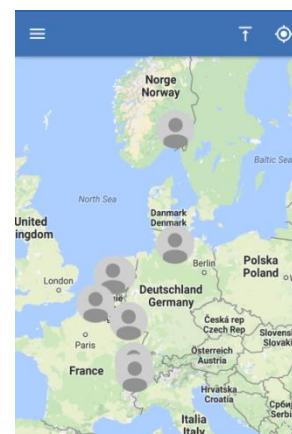 Norge
Norway
Baltic Sea
North Sea
Danmark
Denmark
United
ingdom
Berlin
Polska
Poland
London
Deutschland
Germany
Česká rep
Czech Rep
Paris
Slovens
Slovaki
Österreich
Austria
France
Hrvatska
Croatia
Србиј
Serbi
Italia
Italy